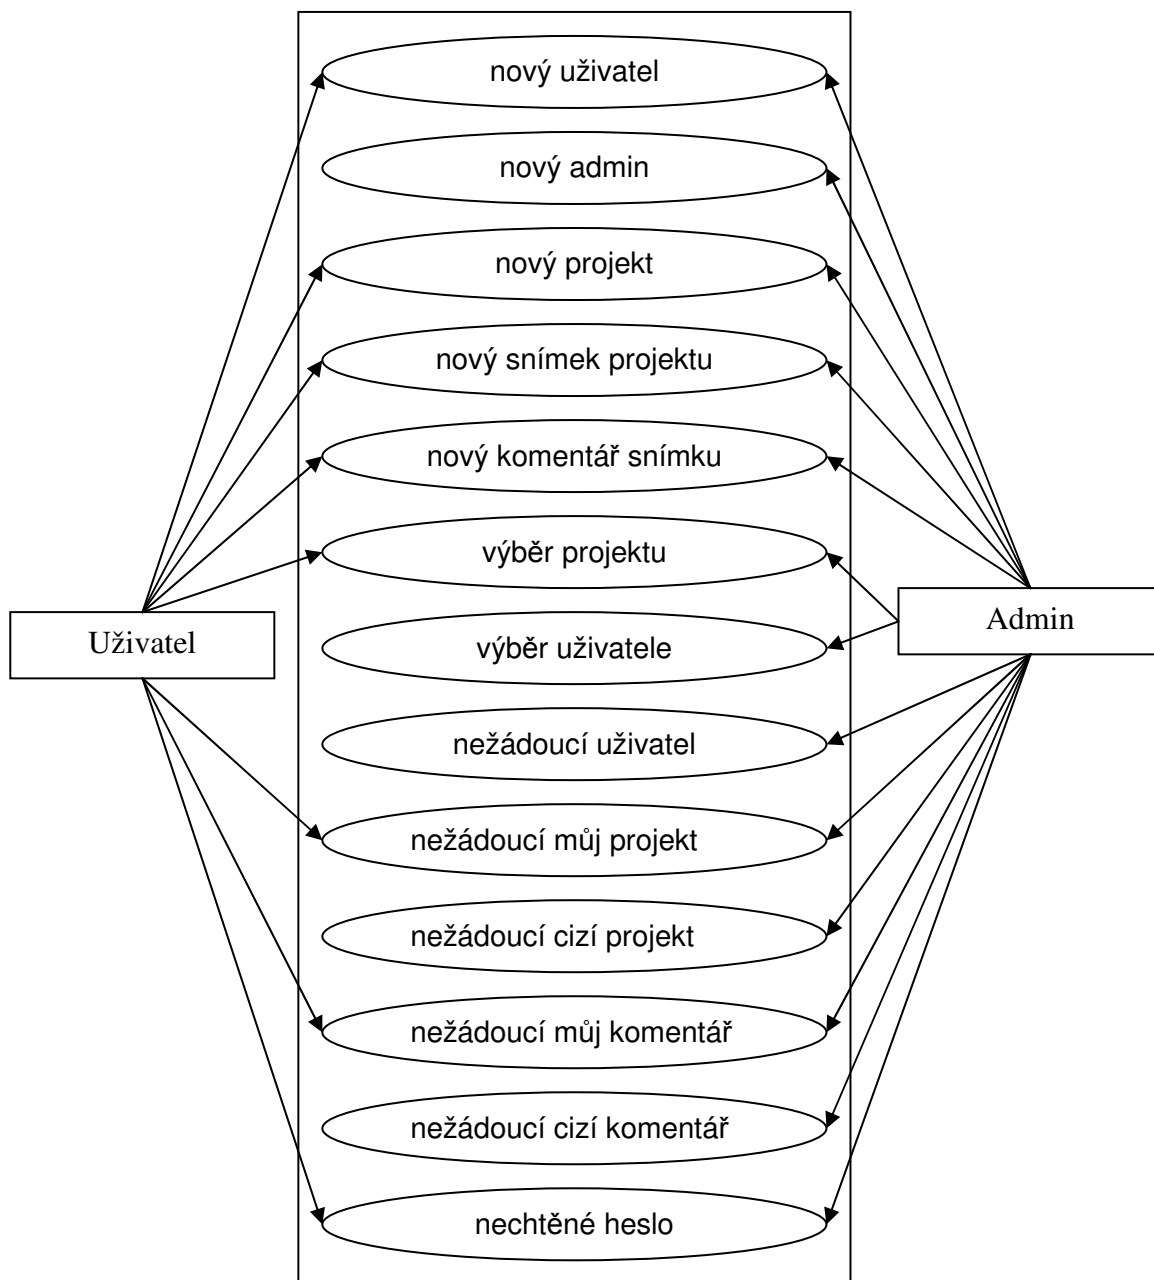 nový uživatel
nový admin
nový projekt
nový snímek projektu
nový komentář snímku
výběr projektu
Admin
Uživatel
výběr uživatele
nežádoucí uživatel
nežádoucí můj projekt
nežádoucí cizí projekt
nežádoucí můj komentář
nežádoucí cizí komentář
nechtěné heslo